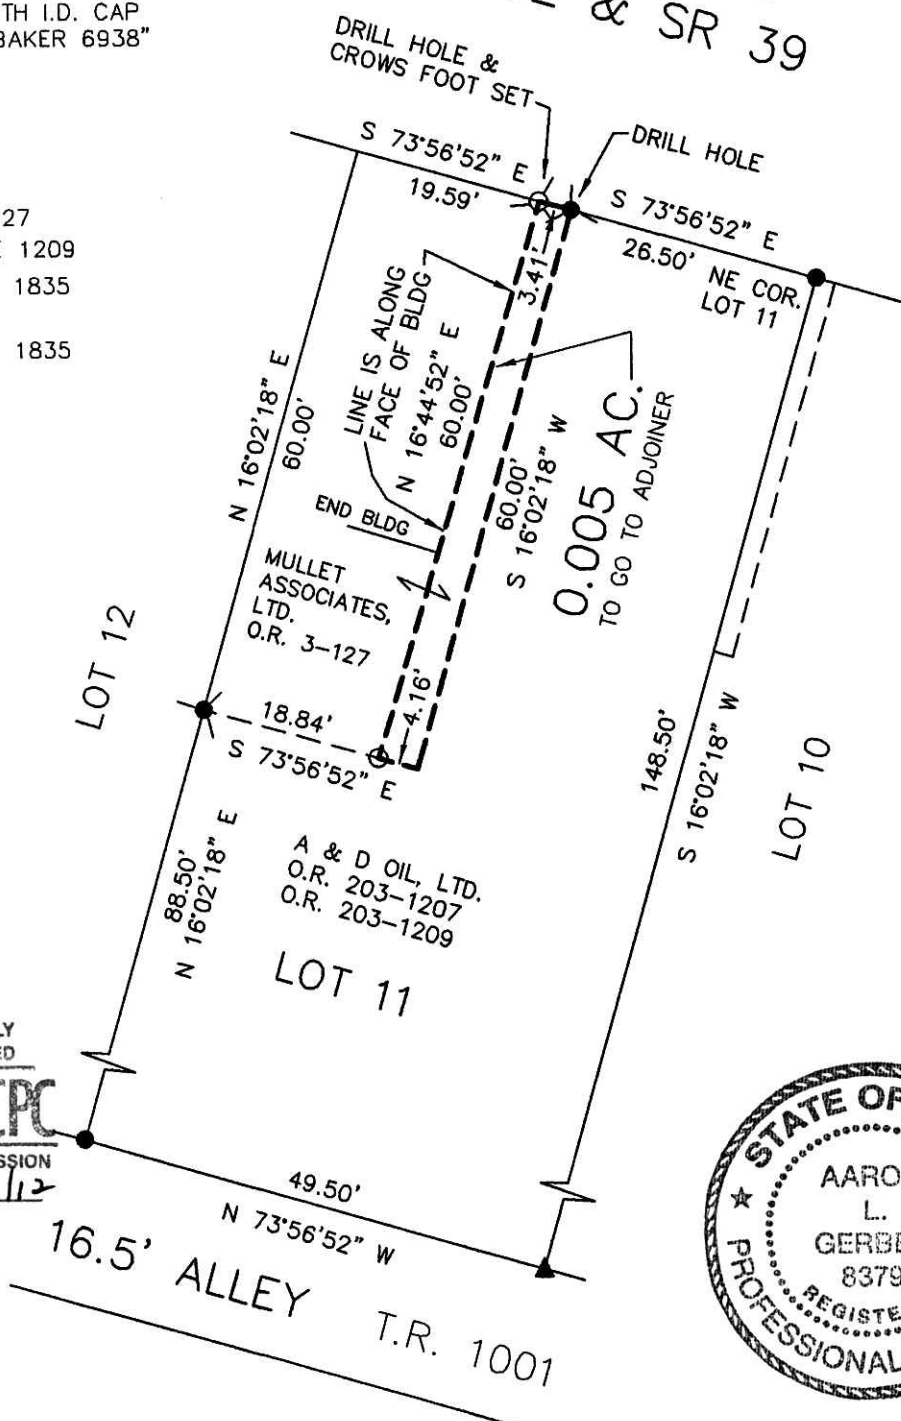 TH I.D. CAP
BAKER 6938"
& SR 39
DRILL HOLE &
CROWS FOOT SET
DRILL HOLE
S 73°56'52" E
19.59'
S 73°56'52" E
26.50'
NE COR.
LOT 11
27
1209
1835
1835
3.41'
LINE IS ALONG
FACE OF BLDG
N 16°44'52" E
60.00'
N 16°02'18" E
60.00'
60.00'
S 16°02'18" W
0.005 AC.
TO GO TO ADJOINER
END BLDG
MULLET
ASSOCIATES,
LTD.
O.R. 3-127
LOT 12
18.84'
S 73°56'52" E
4.16'
148.50'
S 16°02'18" W
LOT 10
88.50'
N 16°02'18" E
A & D OIL, LTD.
O.R. 203-1207
O.R. 203-1209
LOT 11
49.50'
N 73°56'52" W
16.5' ALLEY
T.R. 1001
STATE OF
AARO
L.
GERBE
8379
REGISTE
PROFESSIONAL